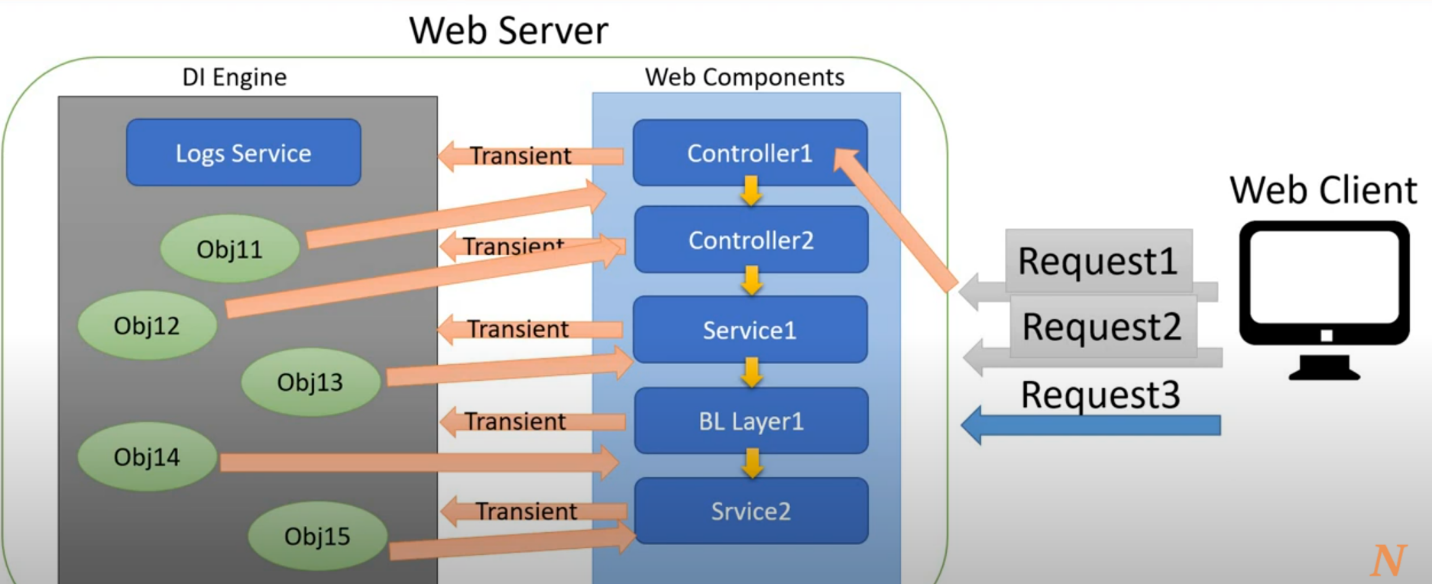 Web Server
DI Engine
Web Components
Logs Service
Transient
Controller1
Obj11
Transient
Controller2
Obj12
Transient
Service1
Obj13
Transient
BL Layer1
Obj14
Transient
Srvice2
Obj15
Web Client
Request1
Request2
Request3
N